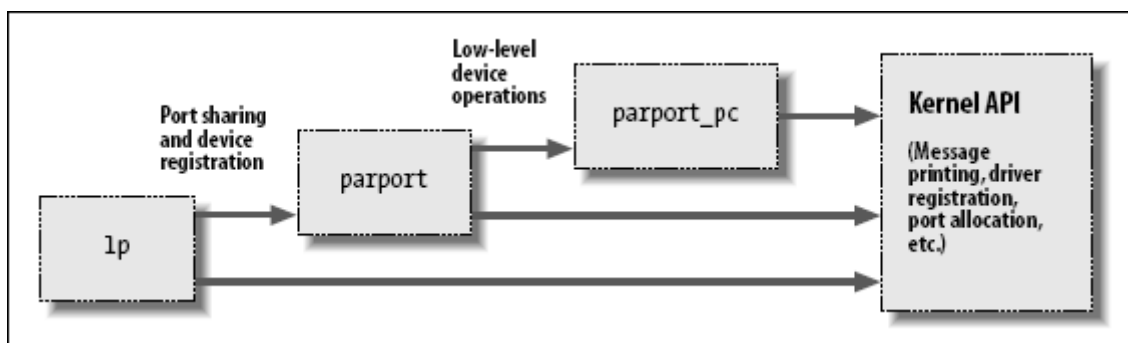 Low-level
device
operations
Port sharing
and device
registration
lp
parport
parport_pc
Kernel API
(Message
printing, driver
registration,
port allocation,
etc.)